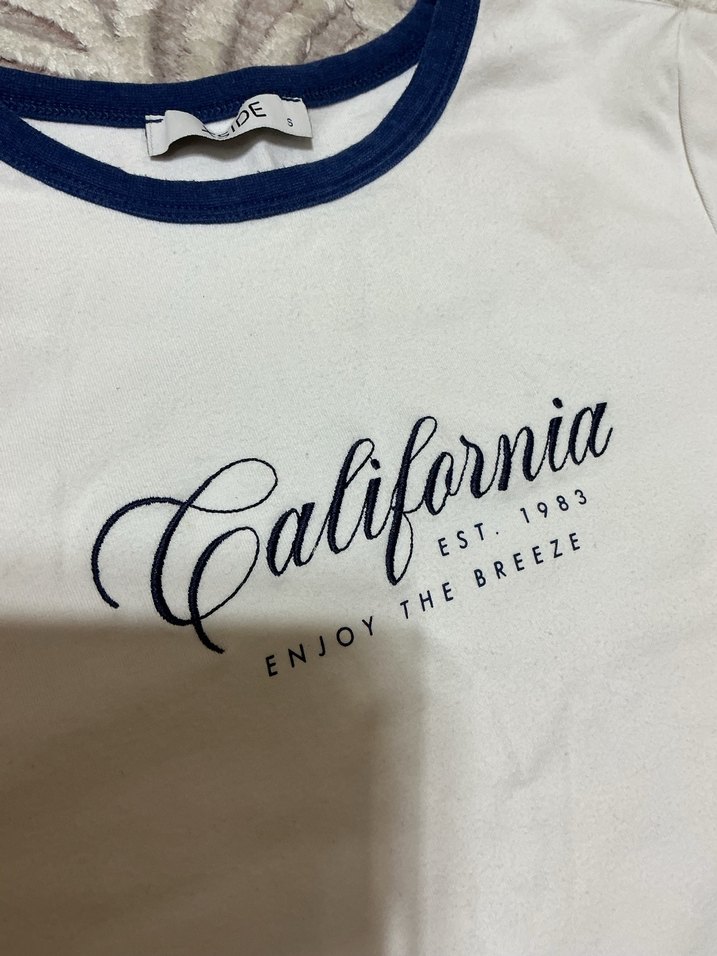 S
California
EST. 1983
ENJOY THE BREEZE